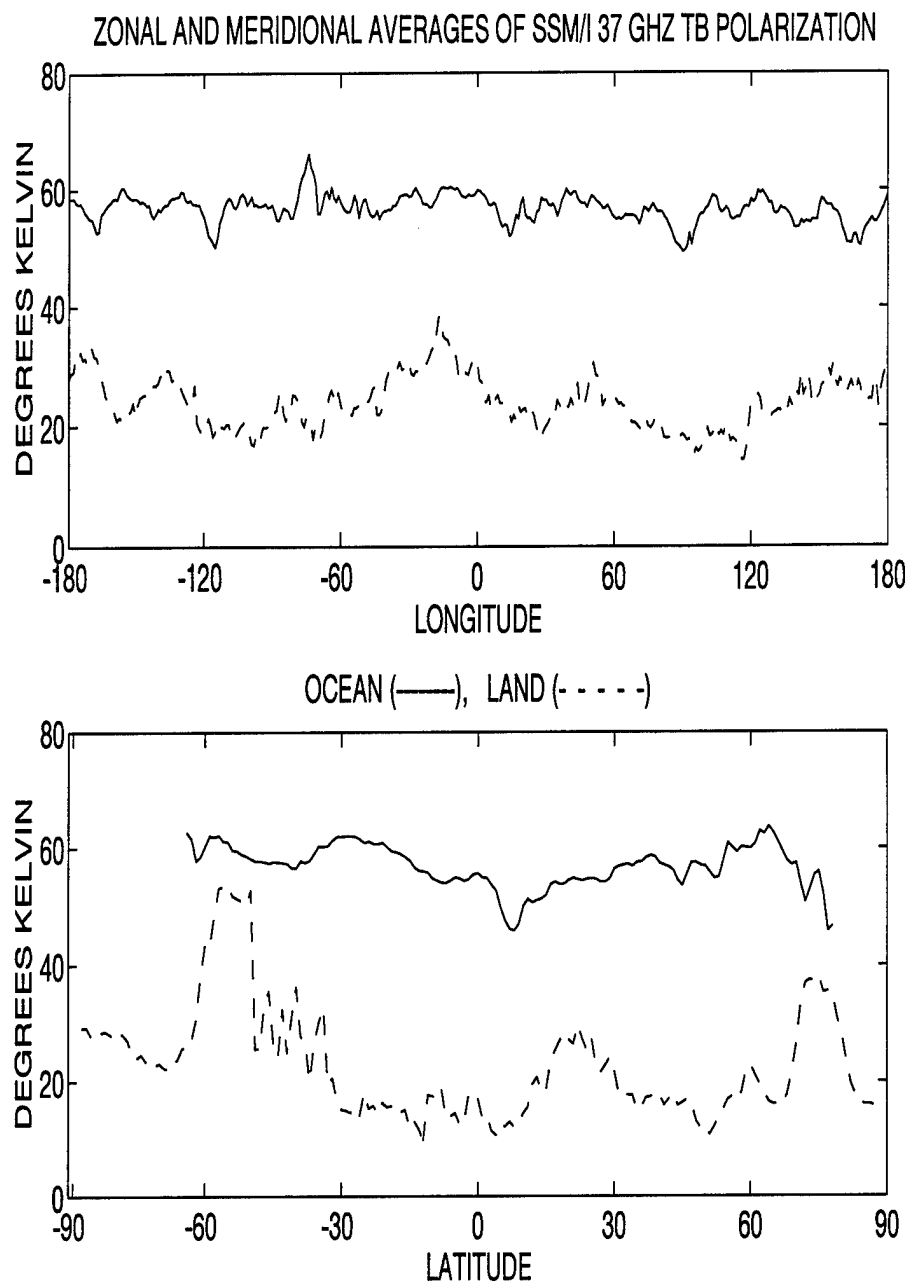 ZONAL AND MERIDIONAL AVERAGES OF SSM/I 37 GHZ TB POLARIZATION
80
60
40
20
0
DEGREES KELVIN
-180 -120 -60 0 60 120 180
LONGITUDE
OCEAN (———), LAND (- - - - - -)
80
60
40
20
0
DEGREES KELVIN
-90 -60 -30 0 30 60 90
LATITUDE